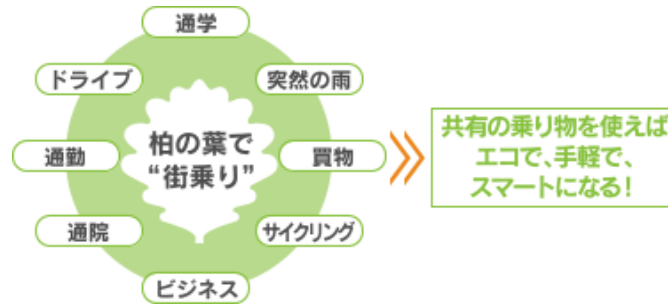 通学
ドライブ
突然の雨
柏の葉で
“街乗り”
通勤
買物
通院
サイクリング
ビジネス
共有の乗り物を使えば
エコで、手軽で、
スマートになる！